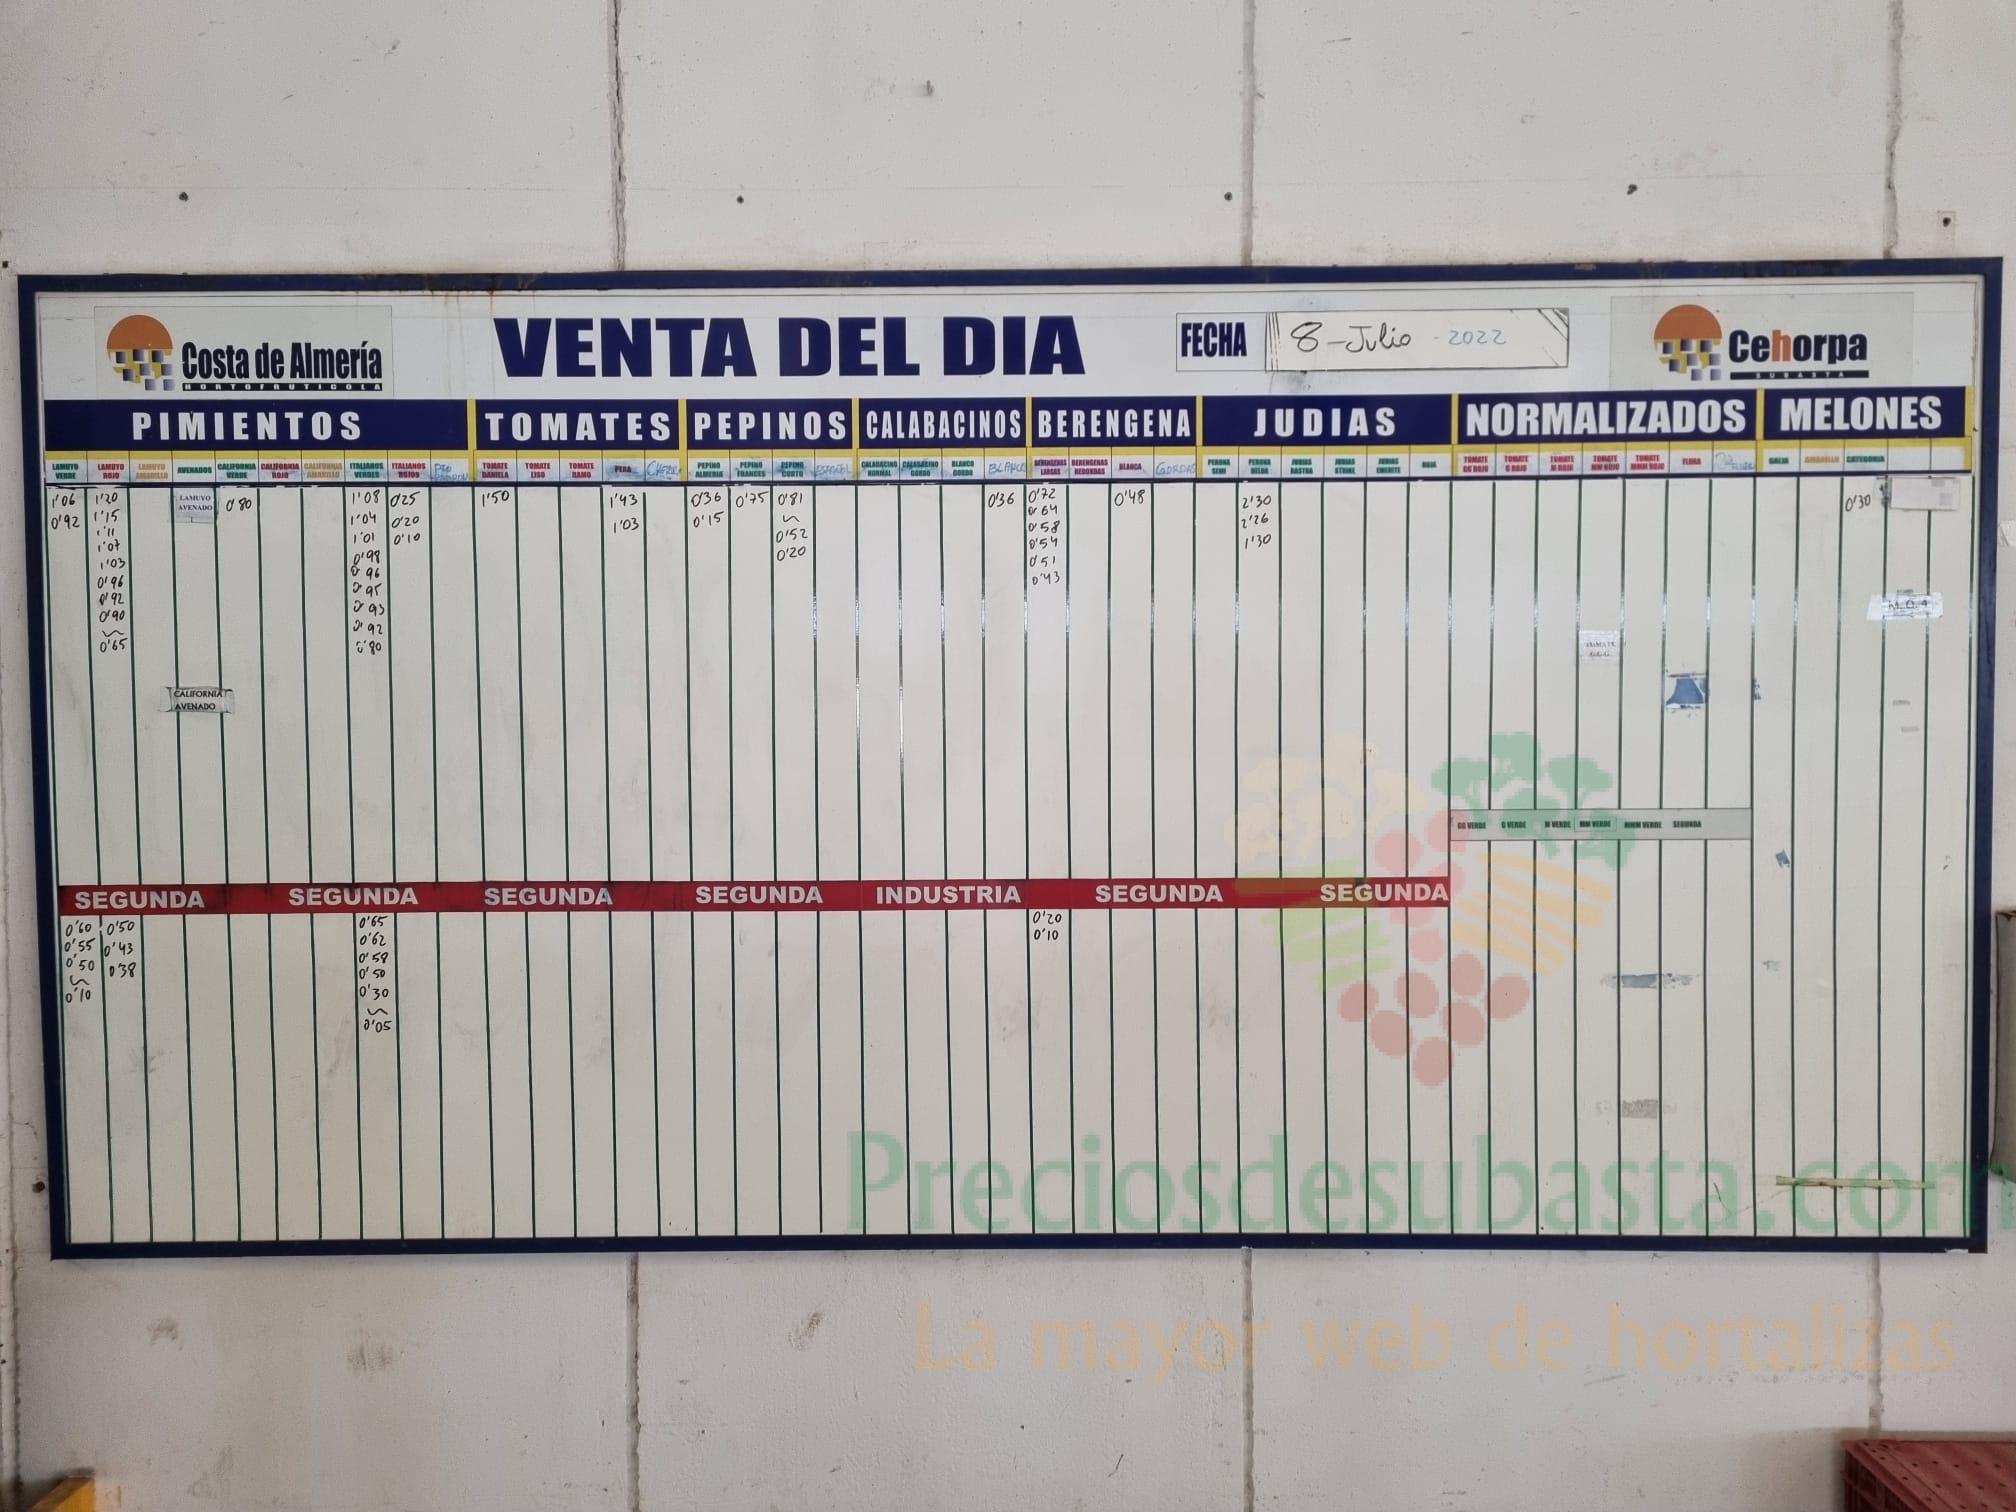 Costa de Almería
HORTOFRUTICOLA
VENTA DEL DIA
FECHA
8-Julio-2022
Cehorpa
SUBASTA
PIMIENTOS TOMATES PEPINOS CALABACINOS BERENGENA JUDIAS NORMALIZADOS MELONES
LAMUYO VERDE
LAMUYO ROJO
LAMUYO AMARILLO
AVENADOS
CALIFORNIA VERDE
CALIFORNIA ROJO
CALIFORNIA AMARILLO
ITALIANOS VERDES
ITALIANOS ROJOS
TOMATE DANIELA
TOMATE LISO
TOMATE RAMO
PERA
PEPINO ALMERIA
PEPINO FRANCES
PEPINO CORTO
ESPAÑOL
CALABACINO NORMAL
CALABACINO GORDO
BLANCO GORDO
BLANCO
BERENGENAS LARGAS
BERENGENAS REDONDAS
BLANCA
GORDAS
PERONA SEMI
PERONA HELDA
JUDIAS RASTRA
JUDIAS STRIKE
JUDIAS EMERITE
ROJA
TOMATE GG ROJO
TOMATE G ROJO
TOMATE M ROJO
TOMATE MM ROJO
TOMATE MMM ROJO
FLORA
GALIA
AMARILLO
CATEGORIA
1'06
0'92
1'20
1'15
1'11
1'07
1'03
0'96
0'92
0'90
0'65
LAMUYO
AVENADO
CALIFORNIA
AVENADO
0'80
1'08
1'04
1'01
0'98
0'96
0'95
0'93
0'92
0'80
0'25
0'20
0'10
1'50
1'43
1'03
0'36
0'15
0'75
0'81
0'52
0'20
0'36
0'72
0'64
0'58
0'54
0'51
0'43
0'48
2'30
2'26
1'30
0'30
GG VERDE G VERDE M VERDE MM VERDE MMM VERDE SEGUNDA
SEGUNDA SEGUNDA SEGUNDA SEGUNDA INDUSTRIA SEGUNDA SEGUNDA
0'60
0'55
0'50
0'10
0'50
0'43
0'38
0'65
0'62
0'58
0'50
0'30
0'05
0'20
0'10
Preciosdesubasta.com
La mayor web de hortalizas